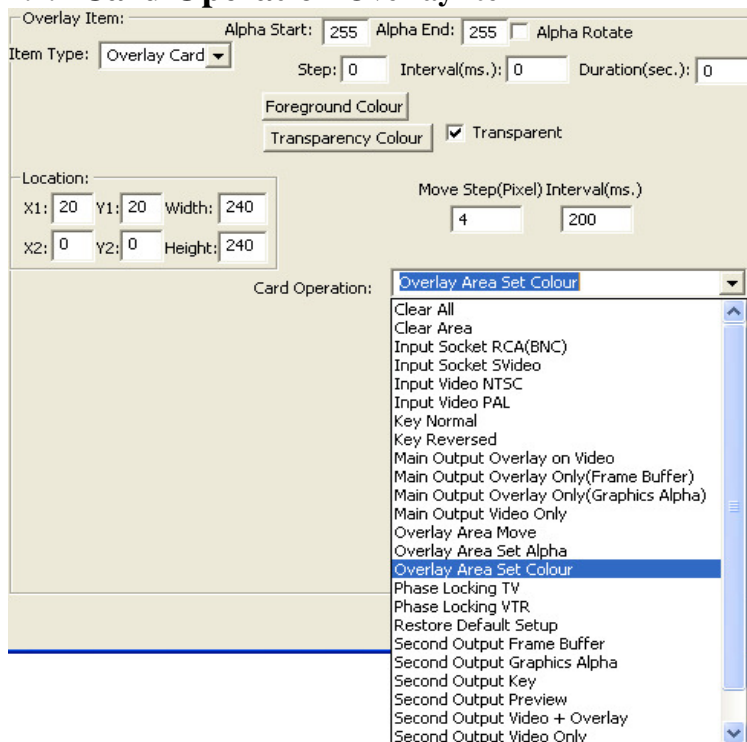 Overlay Item:
Alpha Start: 255 Alpha End: 255 Alpha Rotate
Item Type: Overlay Card
Step: 0 Interval(ms.): 0 Duration(sec.): 0
Foreground Colour
Transparency Colour Transparent
Location:
X1: 20 Y1: 20 Width: 240
X2: 0 Y2: 0 Height: 240
Move Step(Pixel) Interval(ms.)
4 200
Card Operation: Overlay Area Set Colour
Clear All
Clear Area
Input Socket RCA(BNC)
Input Socket SVideo
Input Video NTSC
Input Video PAL
Key Normal
Key Reversed
Main Output Overlay on Video
Main Output Overlay Only(Frame Buffer)
Main Output Overlay Only(Graphics Alpha)
Main Output Video Only
Overlay Area Move
Overlay Area Set Alpha
Overlay Area Set Colour
Phase Locking TV
Phase Locking VTR
Restore Default Setup
Second Output Frame Buffer
Second Output Graphics Alpha
Second Output Key
Second Output Preview
Second Output Video + Overlay
Second Output Video Only